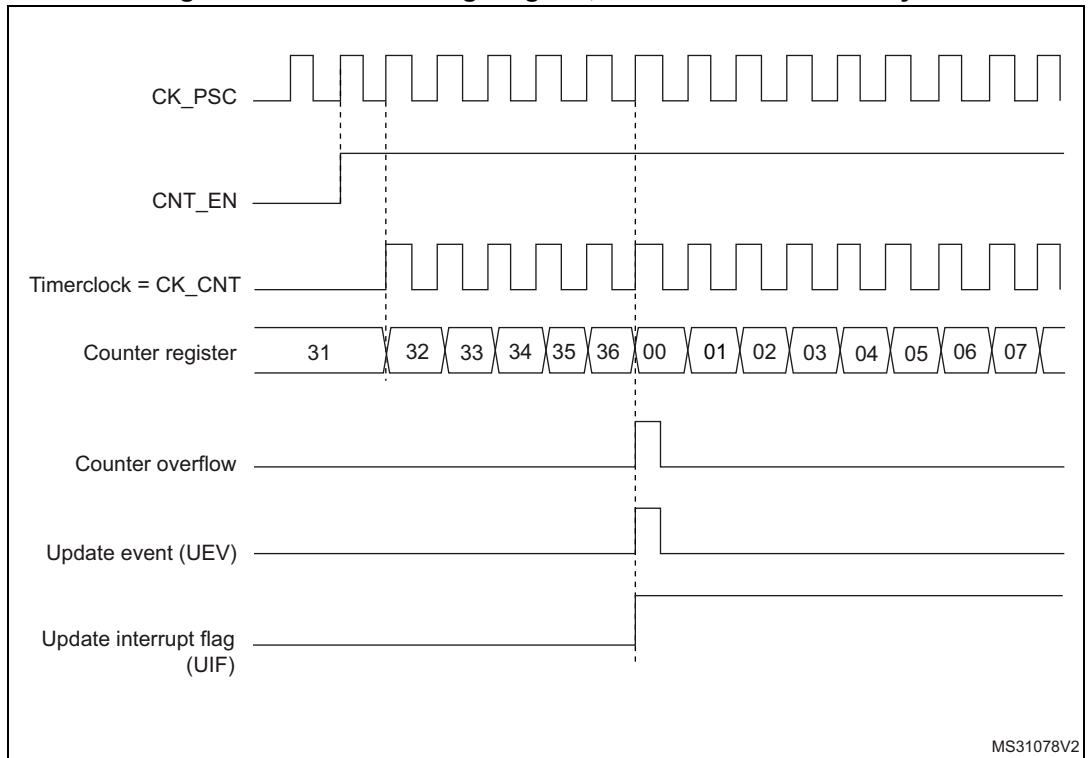 CK_PSC
CNT_EN
Timerclock = CK_CNT
Counter register 31 32 33 34 35 36 00 01 02 03 04 05 06 07
Counter overflow
Update event (UEV)
Update interrupt flag
(UIF)
MS31078V2